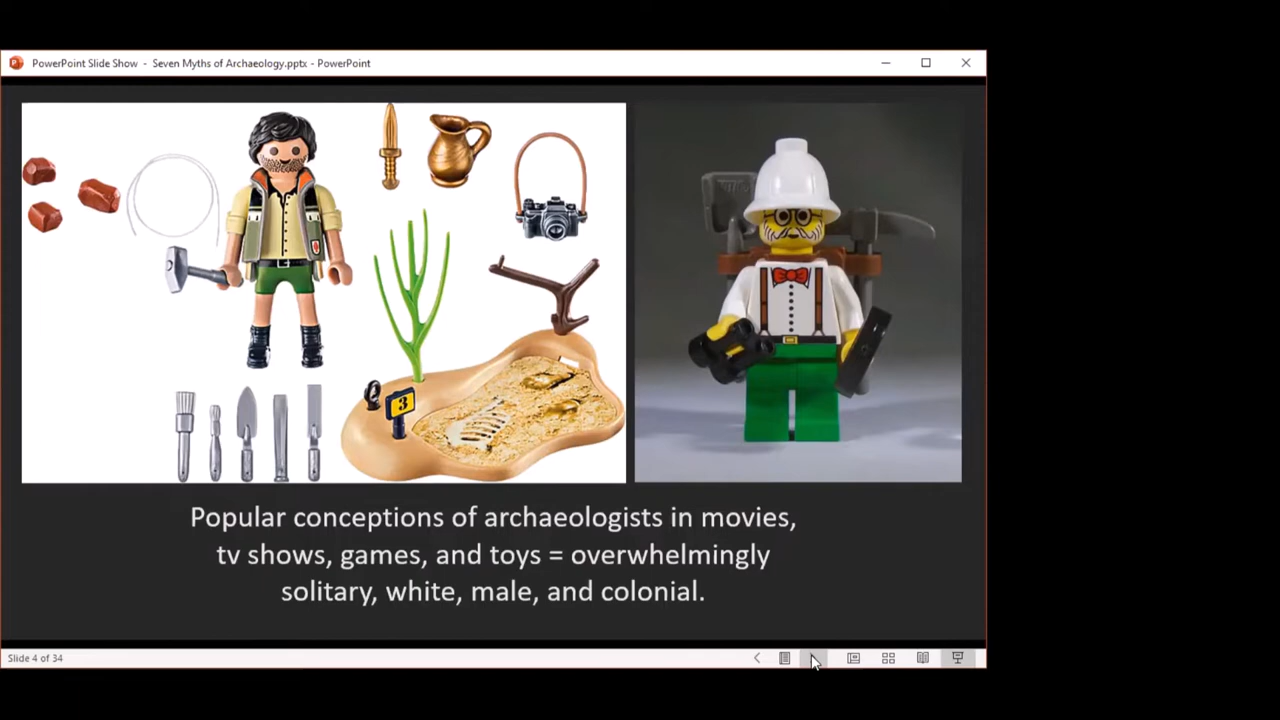 PowerPoint Slide Show - Seven Myths of Archaeology.pptx - PowerPoint
3
Popular conceptions of archaeologists in movies,
tv shows, games, and toys = overwhelmingly
solitary, white, male, and colonial.
Slide 4 of 34